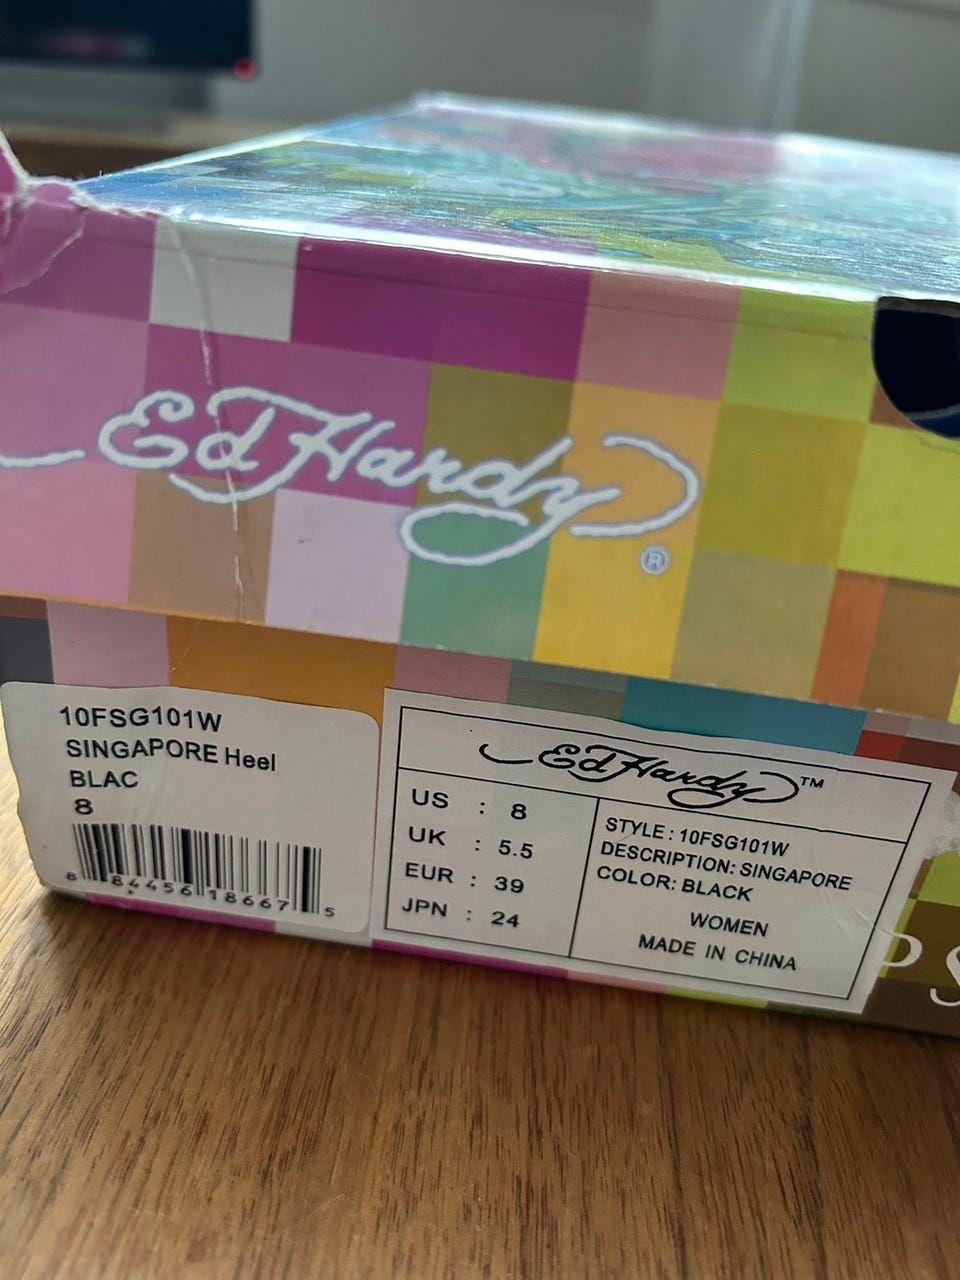 Ed Hardy
®
10FSG101W
SINGAPORE Heel
BLAC
8
8 84456 18667 5
Ed Hardy™
US : 8
UK : 5.5
EUR : 39
JPN : 24
STYLE : 10FSG101W
DESCRIPTION: SINGAPORE
COLOR: BLACK
WOMEN
MADE IN CHINA